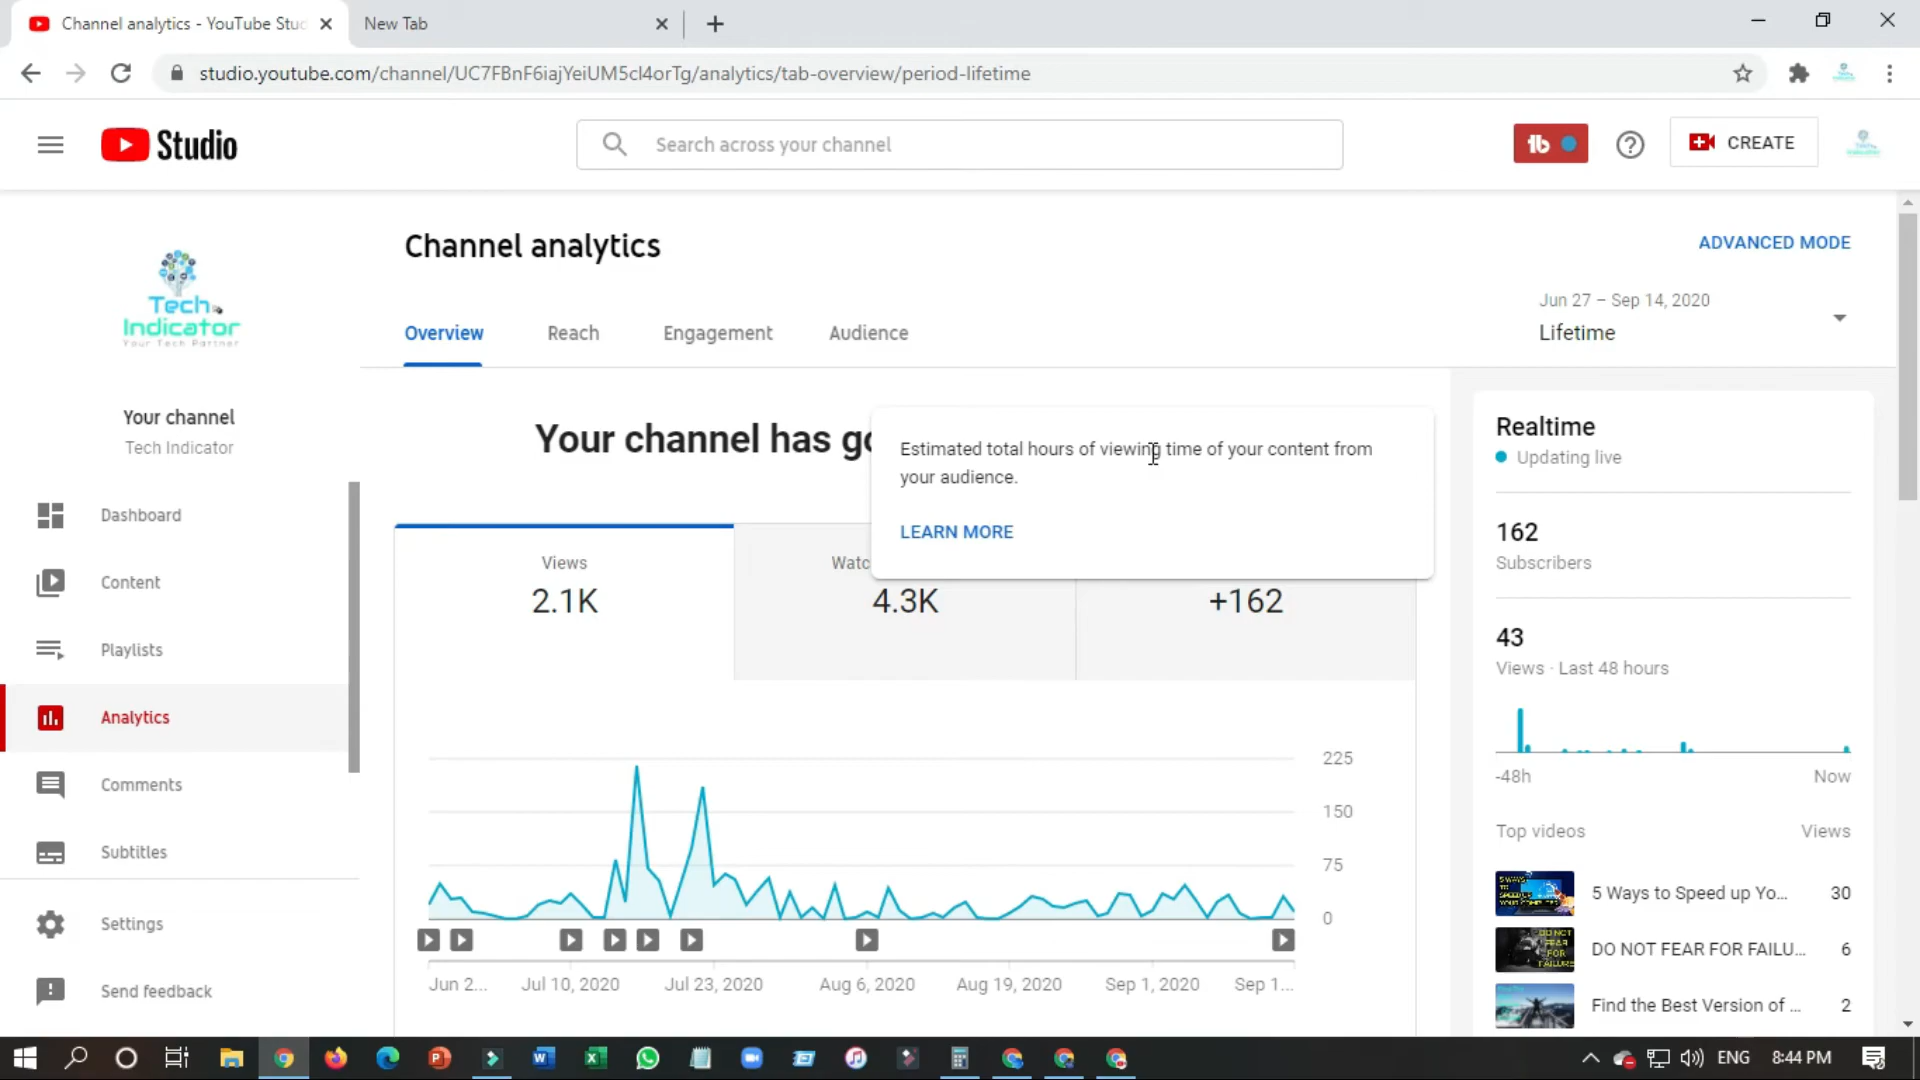 Channel analytics - YouTube Stuc
New Tab
studio.youtube.com/channel/UC7FBnF6iajYeiUM5cl4orTg/analytics/tab-overview/period-lifetime
Studio
Search across your channel
CREATE
Tech
Indicator
Your Tech Partner
Your channel
Tech Indicator
Dashboard
Content
Playlists
Analytics
Comments
Subtitles
Settings
Send feedback
Channel analytics
ADVANCED MODE
Overview
Reach
Engagement
Audience
Jun 27 – Sep 14, 2020
Lifetime
Your channel has go
Estimated total hours of viewing time of your content from
your audience.
LEARN MORE
Views
2.1K
Watc
4.3K
+162
225
150
75
0
Jun 2...
Jul 10, 2020
Jul 23, 2020
Aug 6, 2020
Aug 19, 2020
Sep 1, 2020
Sep 1...
Realtime
Updating live
162
Subscribers
43
Views · Last 48 hours
-48h
Now
Top videos
Views
5 Ways to Speed up Yo...
30
DO NOT FEAR FOR FAILU...
6
Find the Best Version of ...
2
ENG
8:44 PM